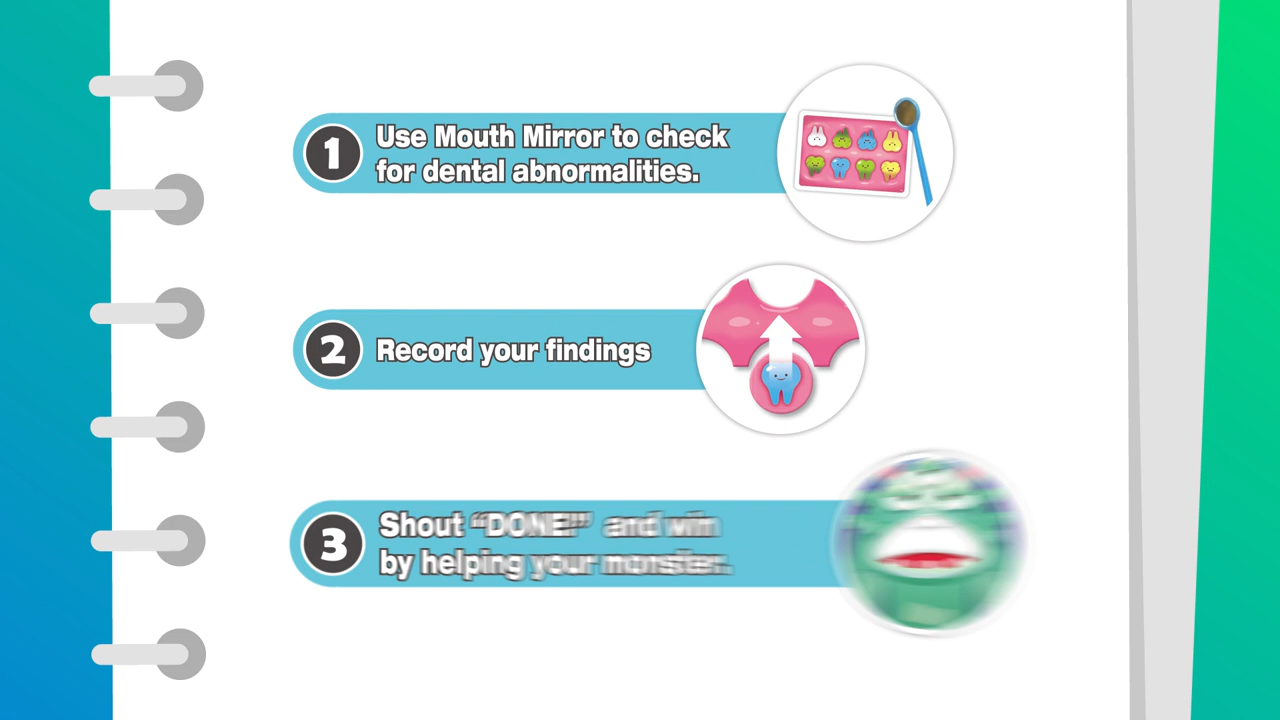 1
Use Mouth Mirror to check
for dental abnormalities.
2
Record your findings
3
Shout “DONE!” and win
by helping your monster.